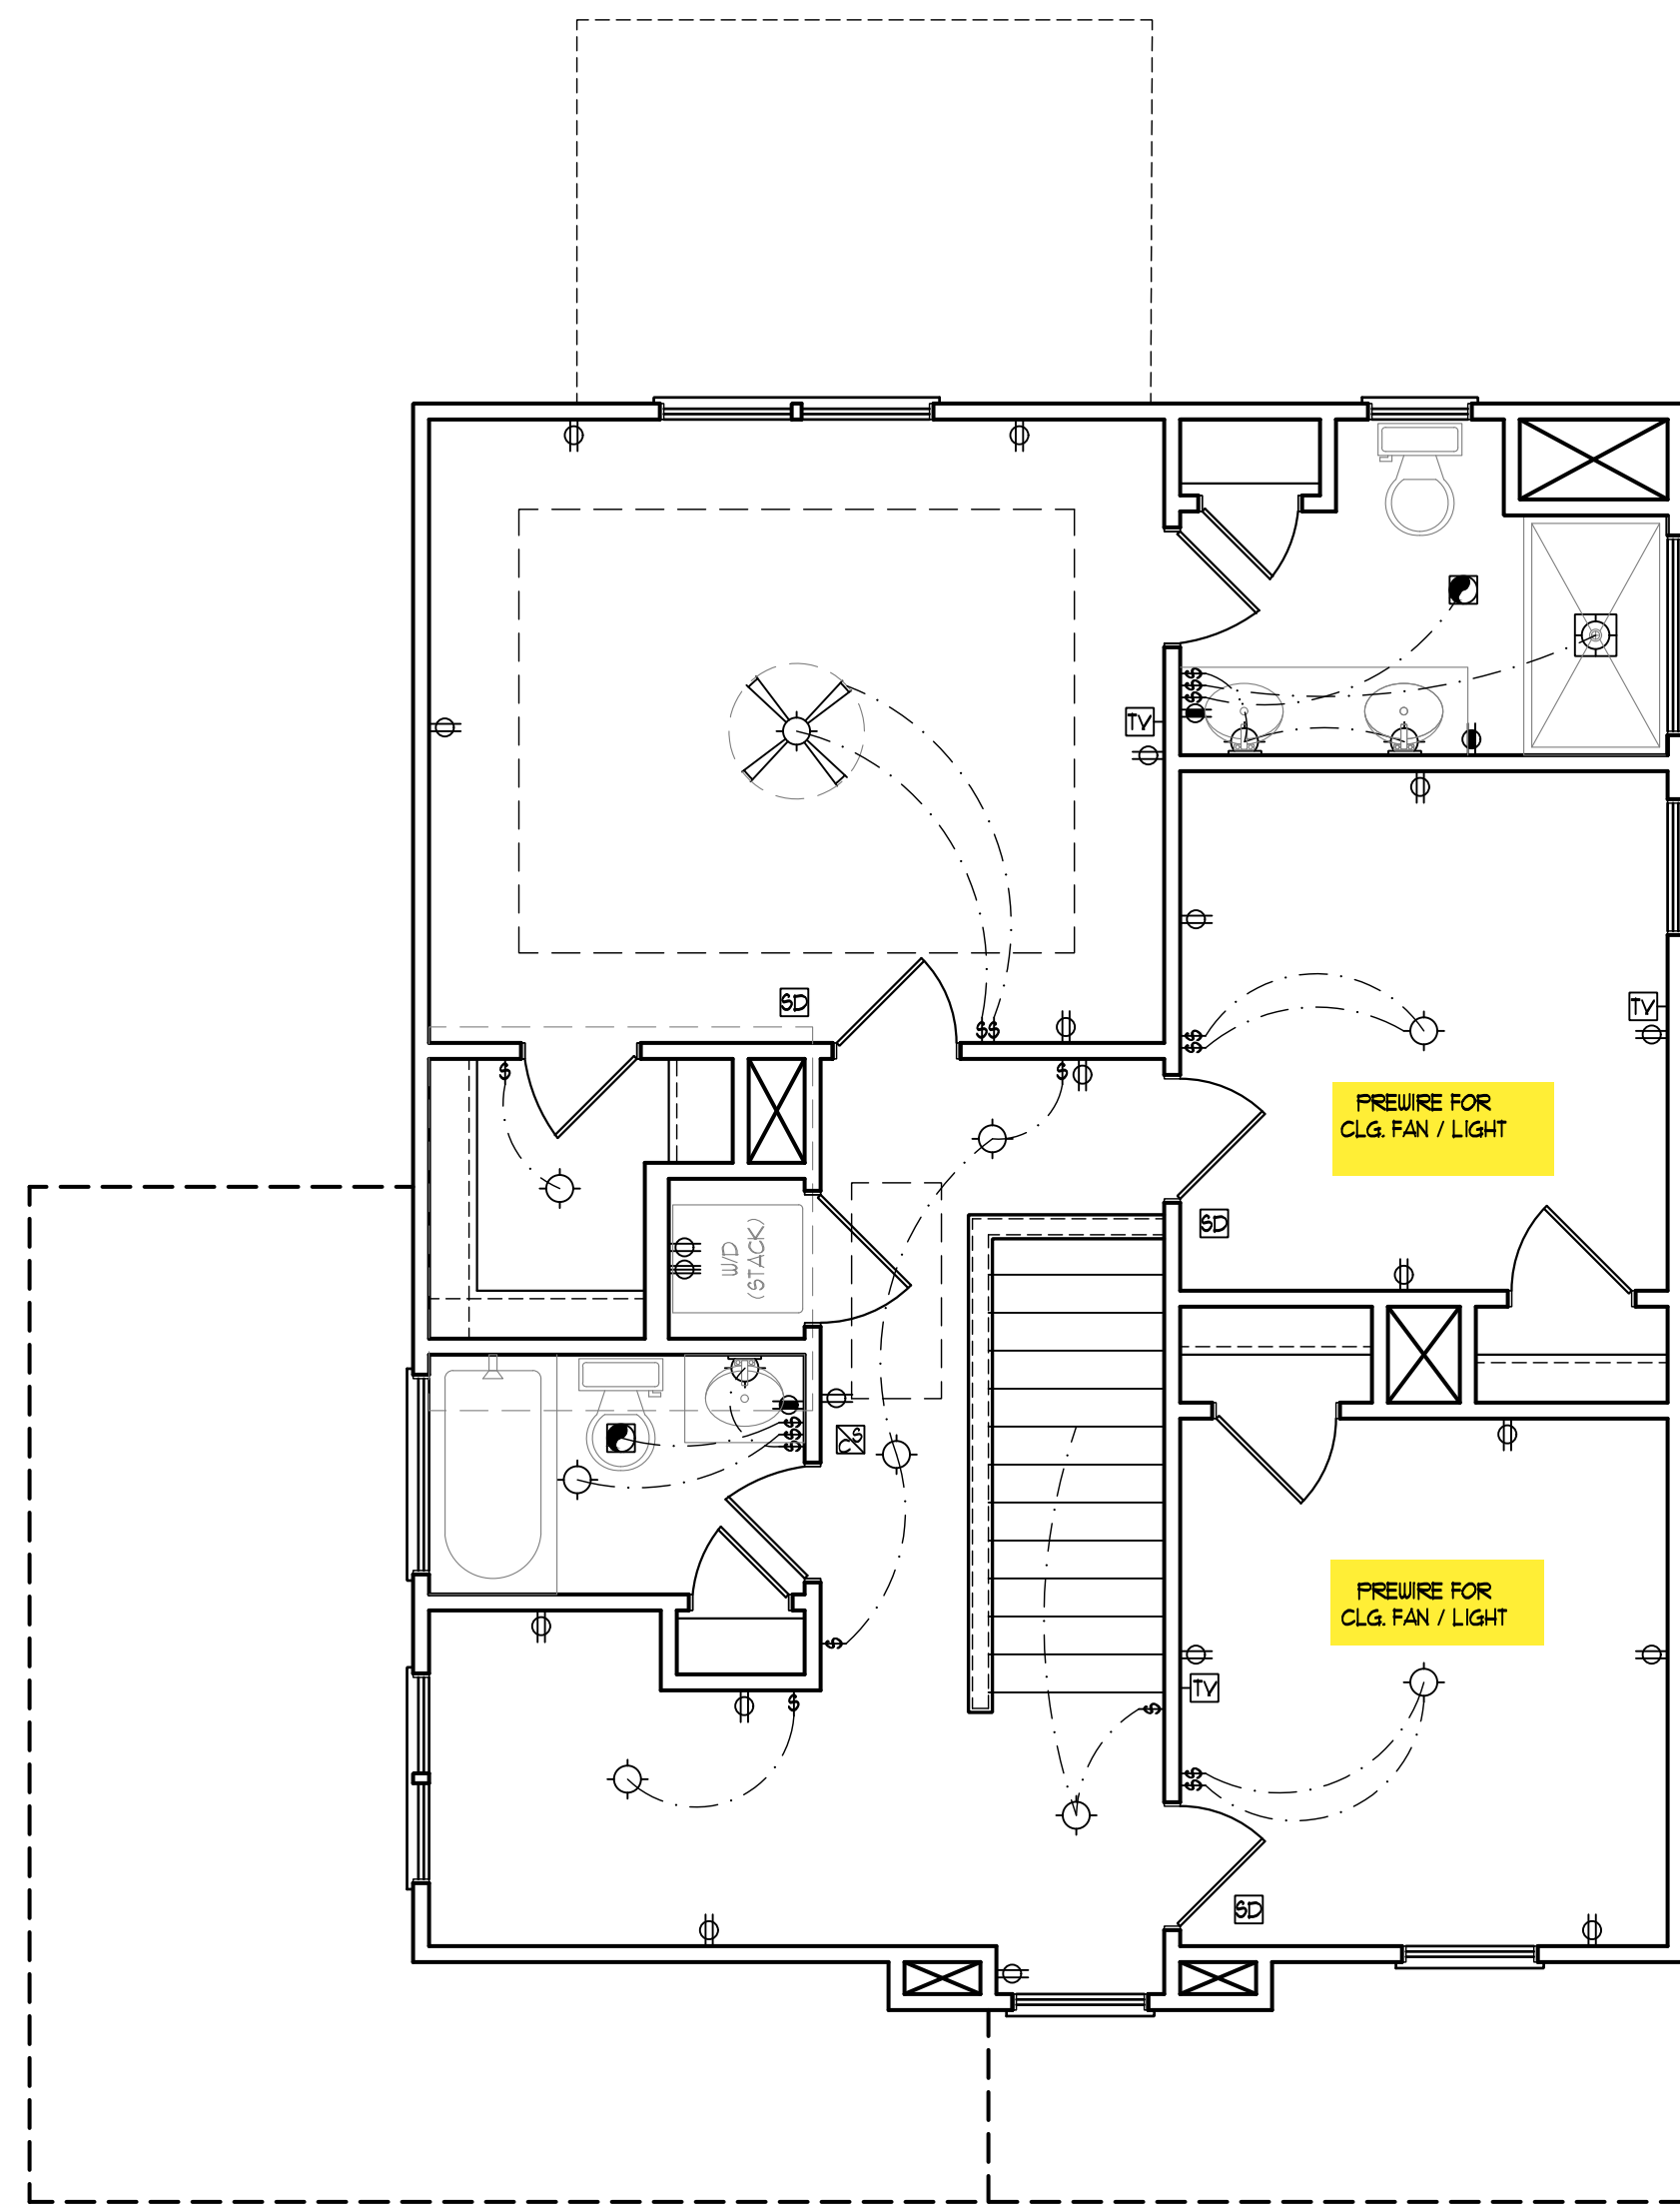 TV
SD
$$
$
$
TV
PREWIRE FOR
CLG. FAN / LIGHT
SD
W/D
(STACK)
$$$
$$
$$$
C/S
PREWIRE FOR
CLG. FAN / LIGHT
$
TV
$
$
$$
SD